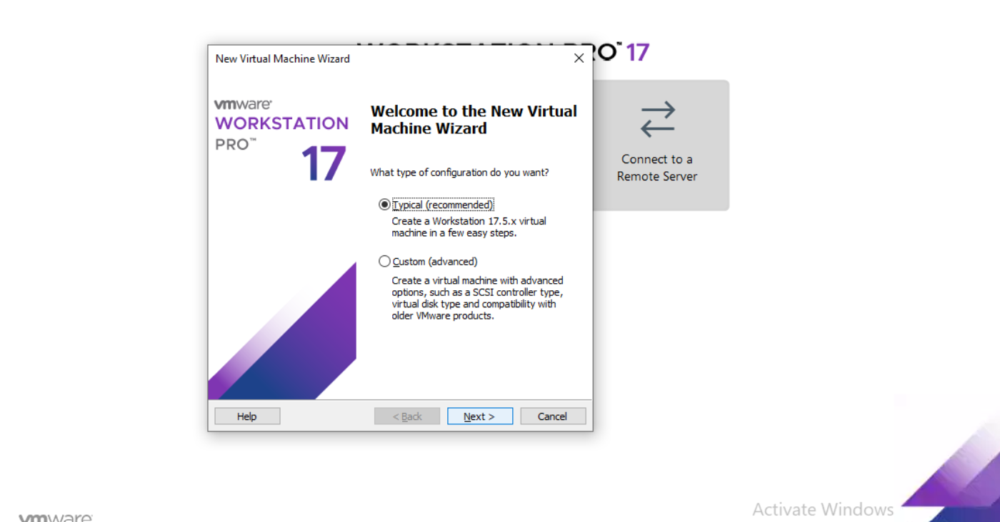 RO™ 17
New Virtual Machine Wizard
vmware®
WORKSTATION
PRO™
17
Welcome to the New Virtual
Machine Wizard
What type of configuration do you want?
Typical (recommended)
Create a Workstation 17.5.x virtual
machine in a few easy steps.
Custom (advanced)
Create a virtual machine with advanced
options, such as a SCSI controller type,
virtual disk type and compatibility with
older VMware products.
Help
< Back
Next >
Cancel
Connect to a
Remote Server
vmware®
Activate Windows